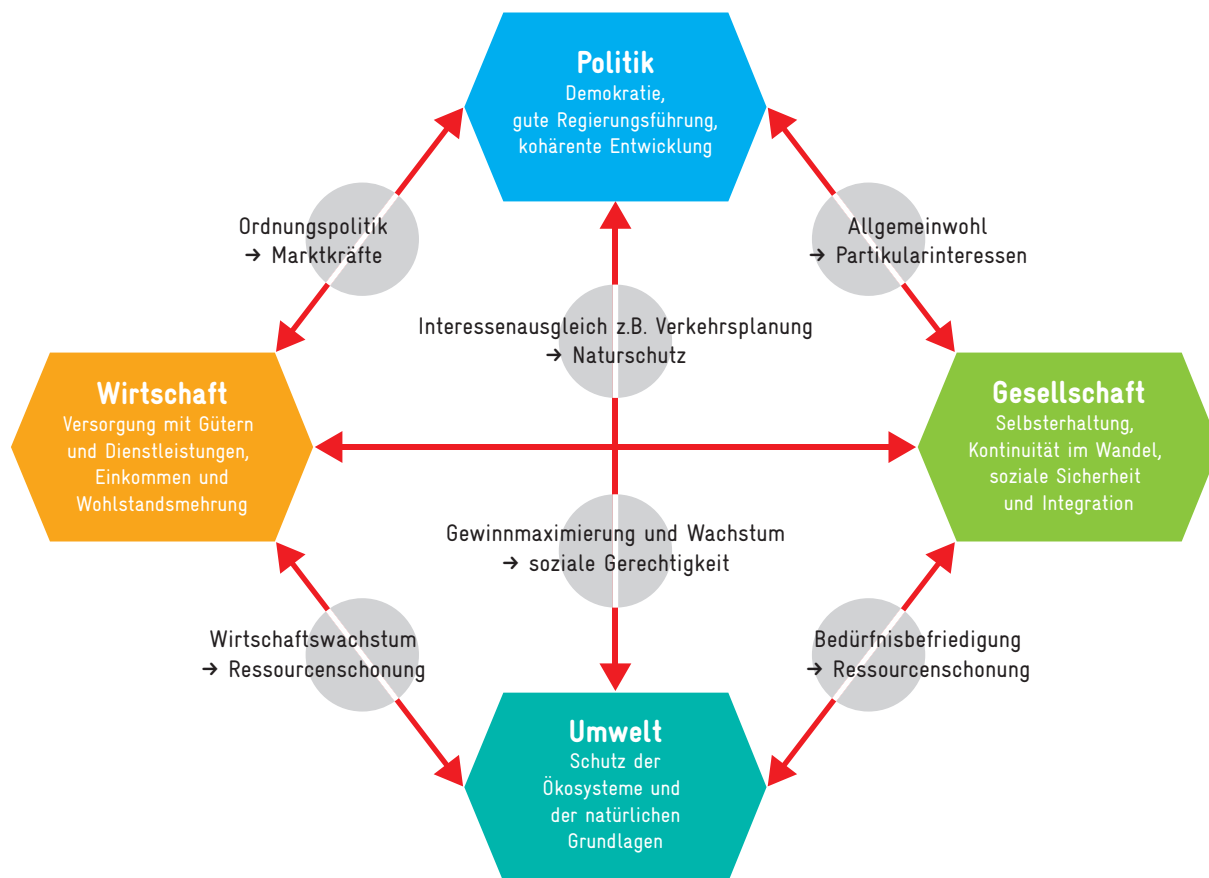 Politik
Demokratie,
gute Regierungsführung,
kohärente Entwicklung
Ordnungspolitik
→ Marktkräfte
Allgemeinwohl
→ Partikularinteressen
Interessenausgleich z.B. Verkehrsplanung
→ Naturschutz
Wirtschaft
Versorgung mit Gütern
und Dienstleistungen,
Einkommen und
Wohlstandsmehrung
Gesellschaft
Selbsterhaltung,
Kontinuität im Wandel,
soziale Sicherheit
und Integration
Gewinnmaximierung und Wachstum
→ soziale Gerechtigkeit
Wirtschaftswachstum
→ Ressourcenschonung
Bedürfnisbefriedigung
→ Ressourcenschonung
Umwelt
Schutz der
Ökosysteme und
der natürlichen
Grundlagen